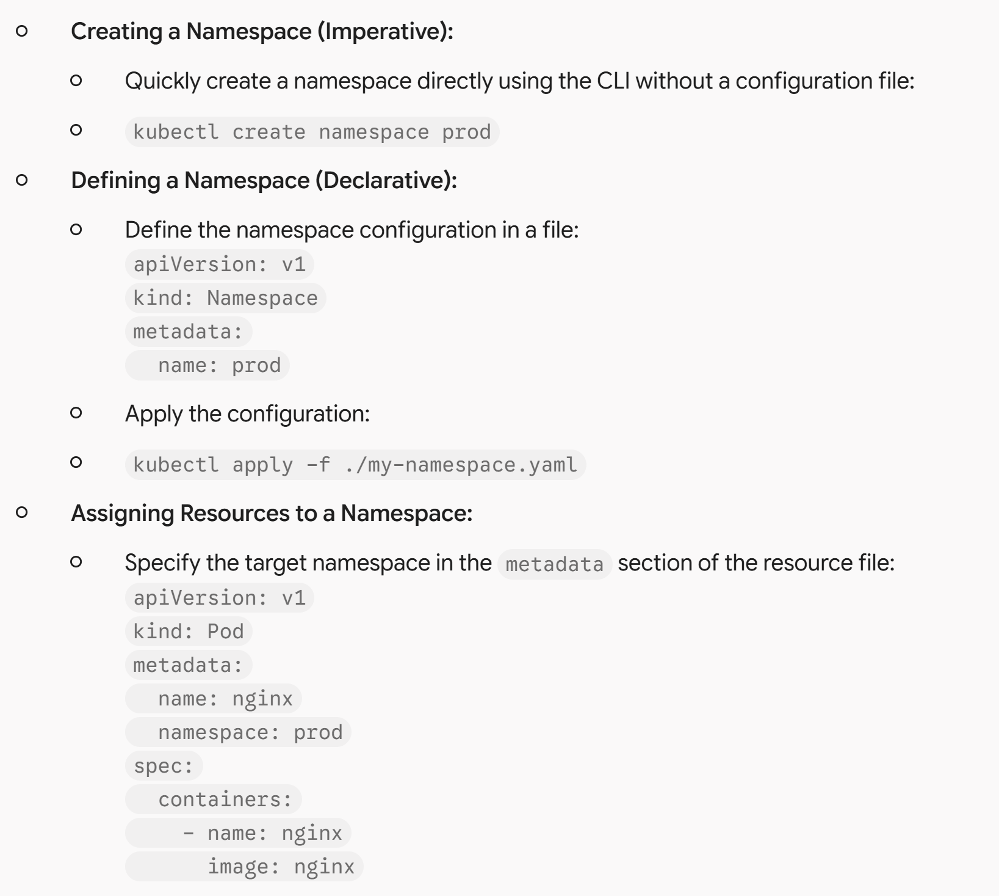 Creating a Namespace (Imperative):
Quickly create a namespace directly using the CLI without a configuration file:
kubectl create namespace prod
Defining a Namespace (Declarative):
Define the namespace configuration in a file:
apiVersion: v1
kind: Namespace
metadata:
  name: prod
Apply the configuration:
kubectl apply -f ./my-namespace.yaml
Assigning Resources to a Namespace:
Specify the target namespace in the metadata section of the resource file:
apiVersion: v1
kind: Pod
metadata:
  name: nginx
  namespace: prod
spec:
  containers:
    - name: nginx
      image: nginx